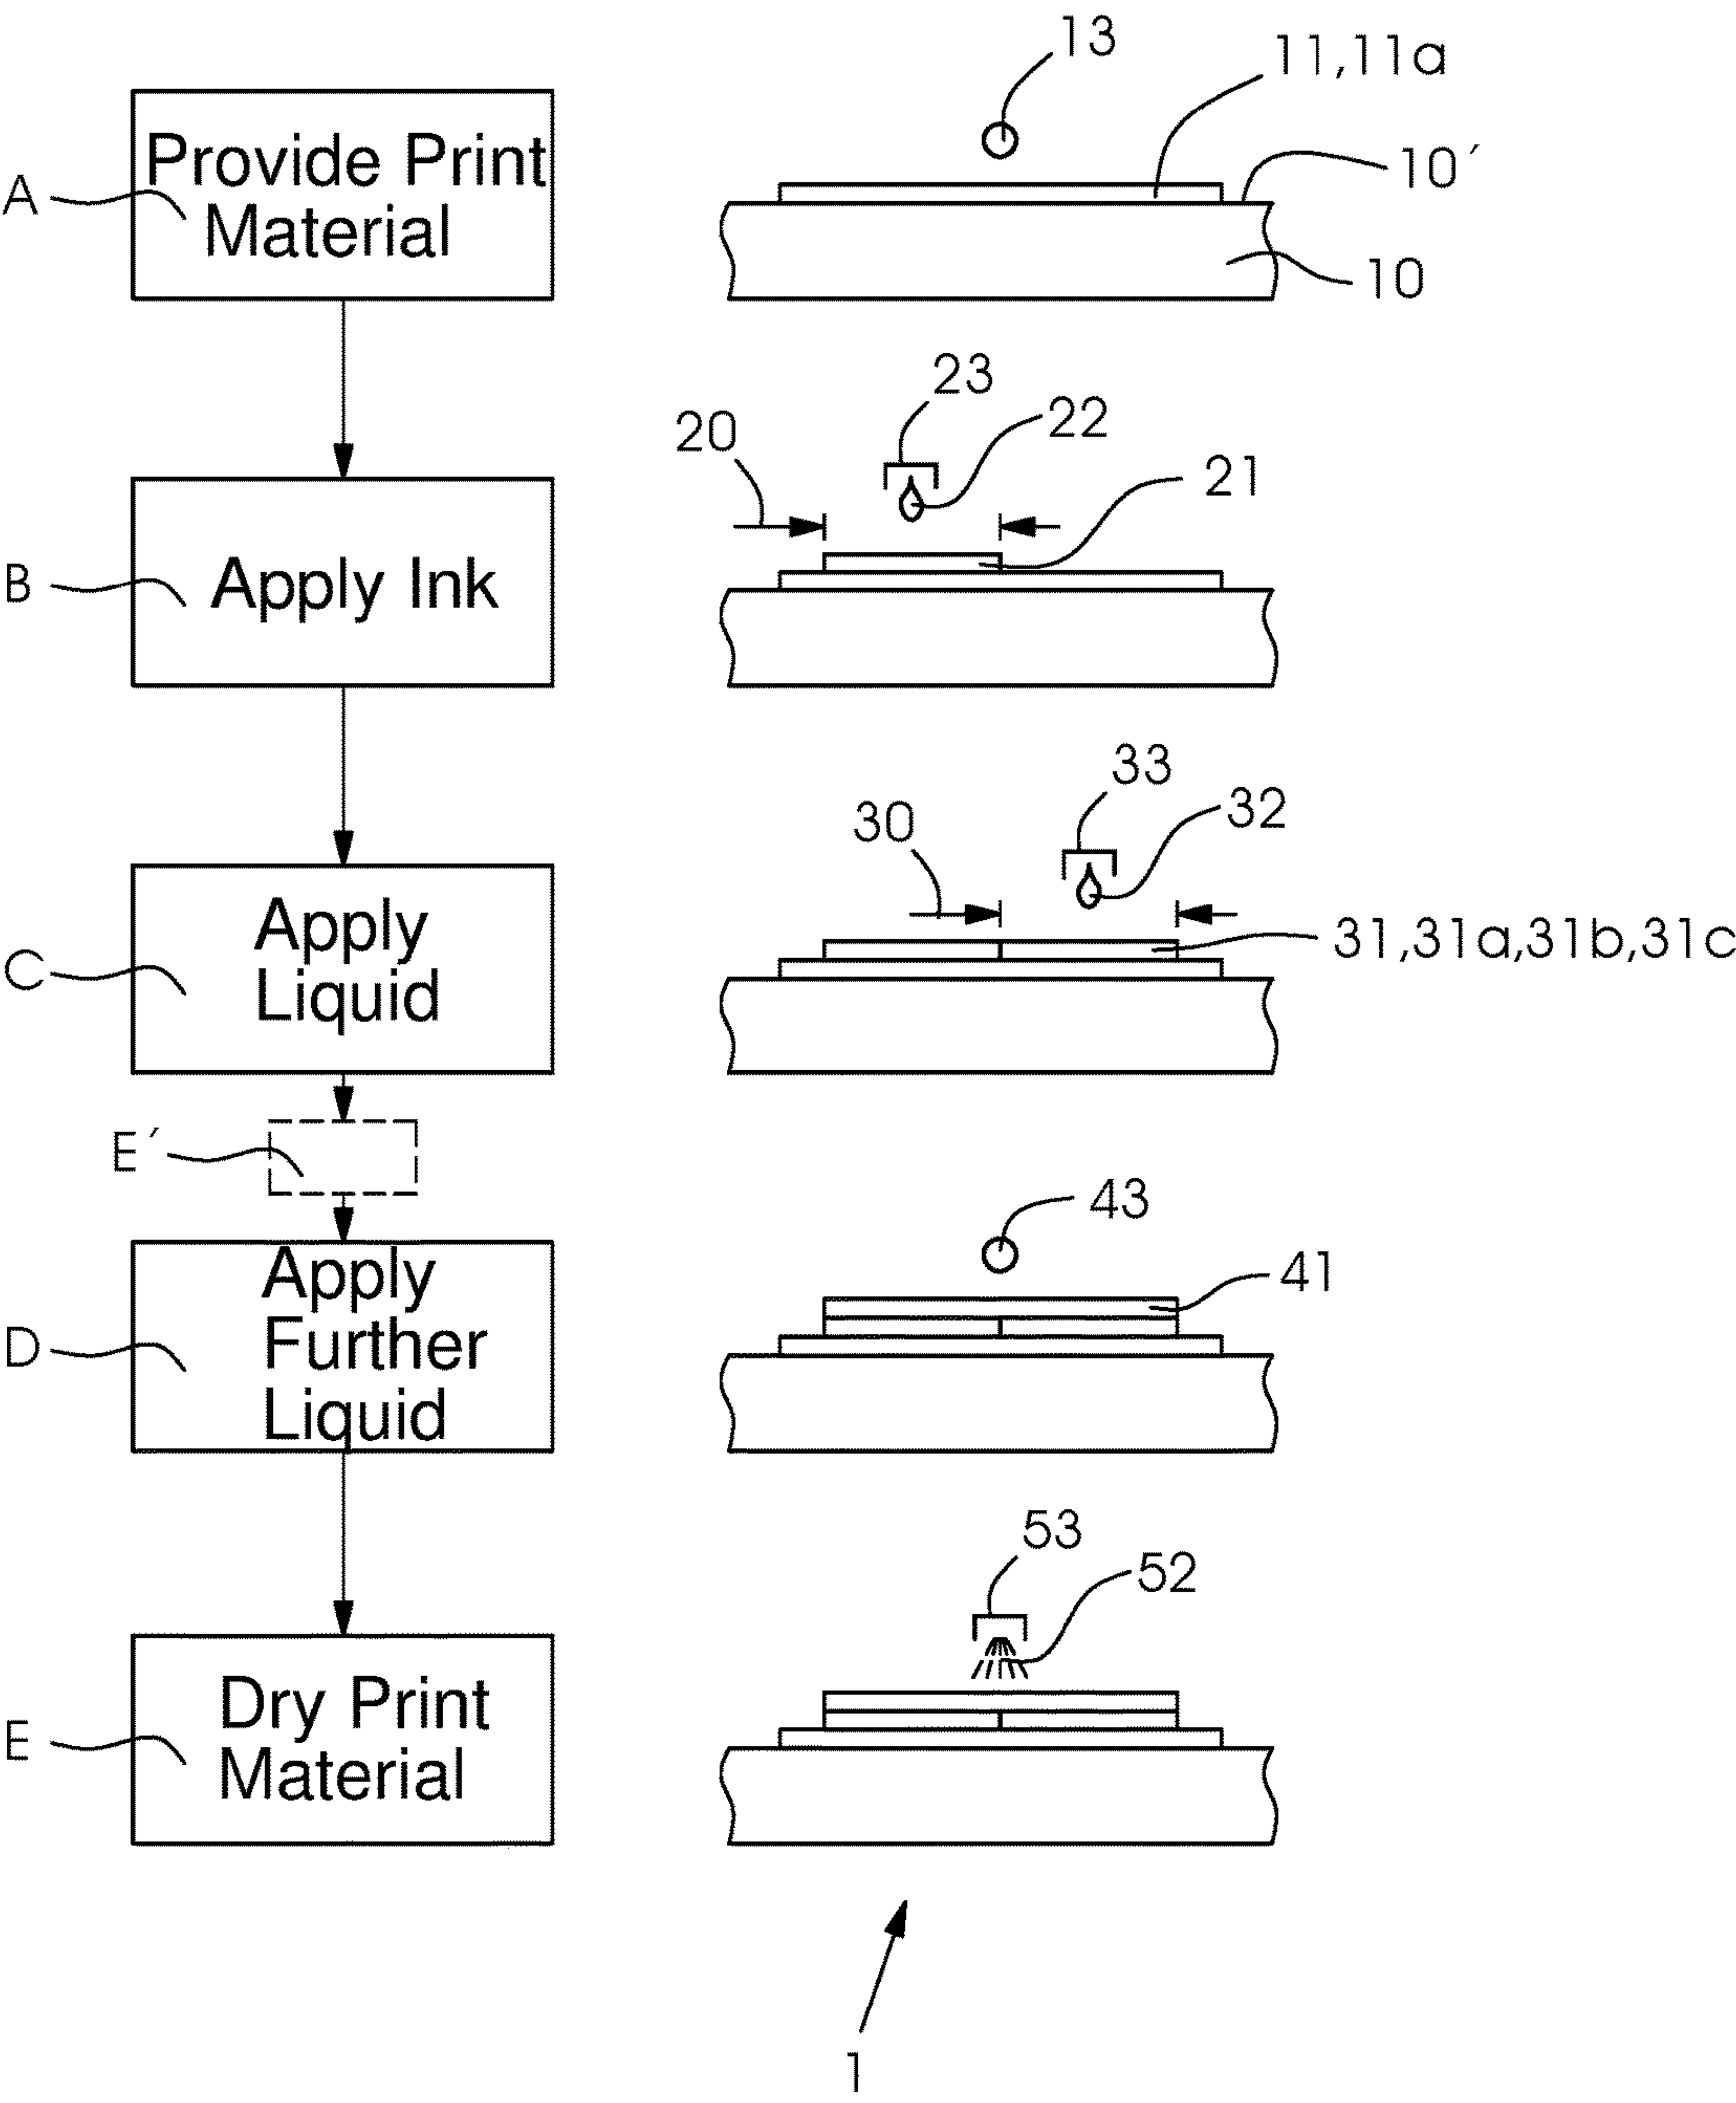 13
11,11a
Provide Print
Material
A
10´
10
23
22
20
21
B
Apply Ink
33
32
30
31,31a,31b,31c
Apply
Liquid
C
E´
43
41
Apply
Further
Liquid
D
53
52
Dry Print
Material
E
1